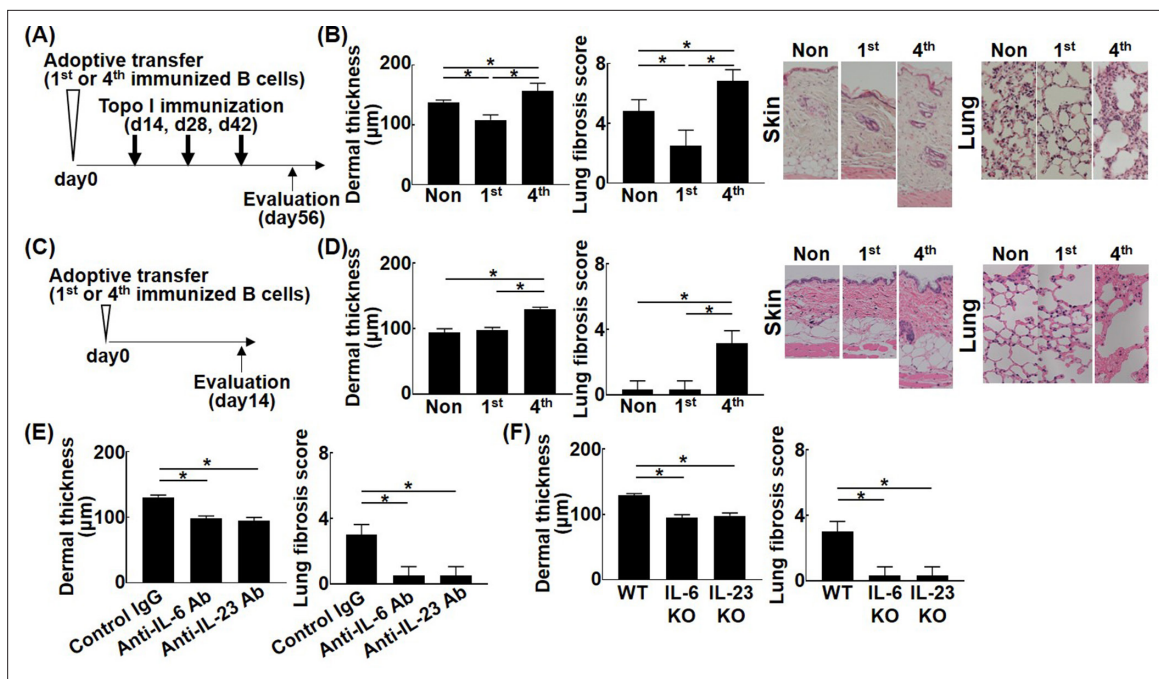 (A)
Adoptive transfer
(1st or 4th immunized B cells)
Topo I immunization
(d14, d28, d42)
day0
Evaluation
(day56)
(B)
Dermal thickness
(µm)
200
100
0
*
* *
Non 1st 4th
Lung fibrosis score
8
4
0
*
* *
Non 1st 4th
Skin
Non 1st 4th
Lung
Non 1st 4th
(C)
Adoptive transfer
(1st or 4th immunized B cells)
day0
Evaluation
(day14)
(D)
Dermal thickness
(µm)
200
100
0
*
*
Non 1st 4th
Lung fibrosis score
8
4
0
*
*
Non 1st 4th
Skin
Non 1st 4th
Lung
Non 1st 4th
(E)
Dermal thickness
(µm)
200
100
0
*
*
Control IgG
Anti-IL-6 Ab
Anti-IL-23 Ab
Lung fibrosis score
8
4
0
*
*
Control IgG
Anti-IL-6 Ab
Anti-IL-23 Ab
(F)
Dermal thickness
(µm)
200
100
0
*
*
WT IL-6 IL-23
KO KO
Lung fibrosis score
8
4
0
*
*
WT IL-6 IL-23
KO KO